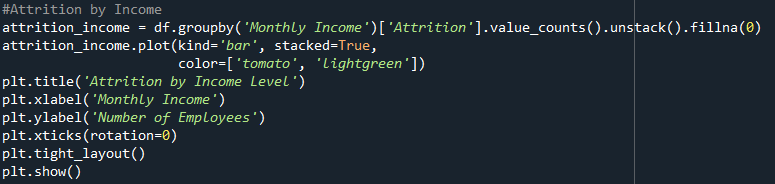 #Attrition by Income
attrition_income = df.groupby('Monthly Income')['Attrition'].value_counts().unstack().fillna(0)
attrition_income.plot(kind='bar', stacked=True,
                      color=['tomato', 'lightgreen'])
plt.title('Attrition by Income Level')
plt.xlabel('Monthly Income')
plt.ylabel('Number of Employees')
plt.xticks(rotation=0)
plt.tight_layout()
plt.show()